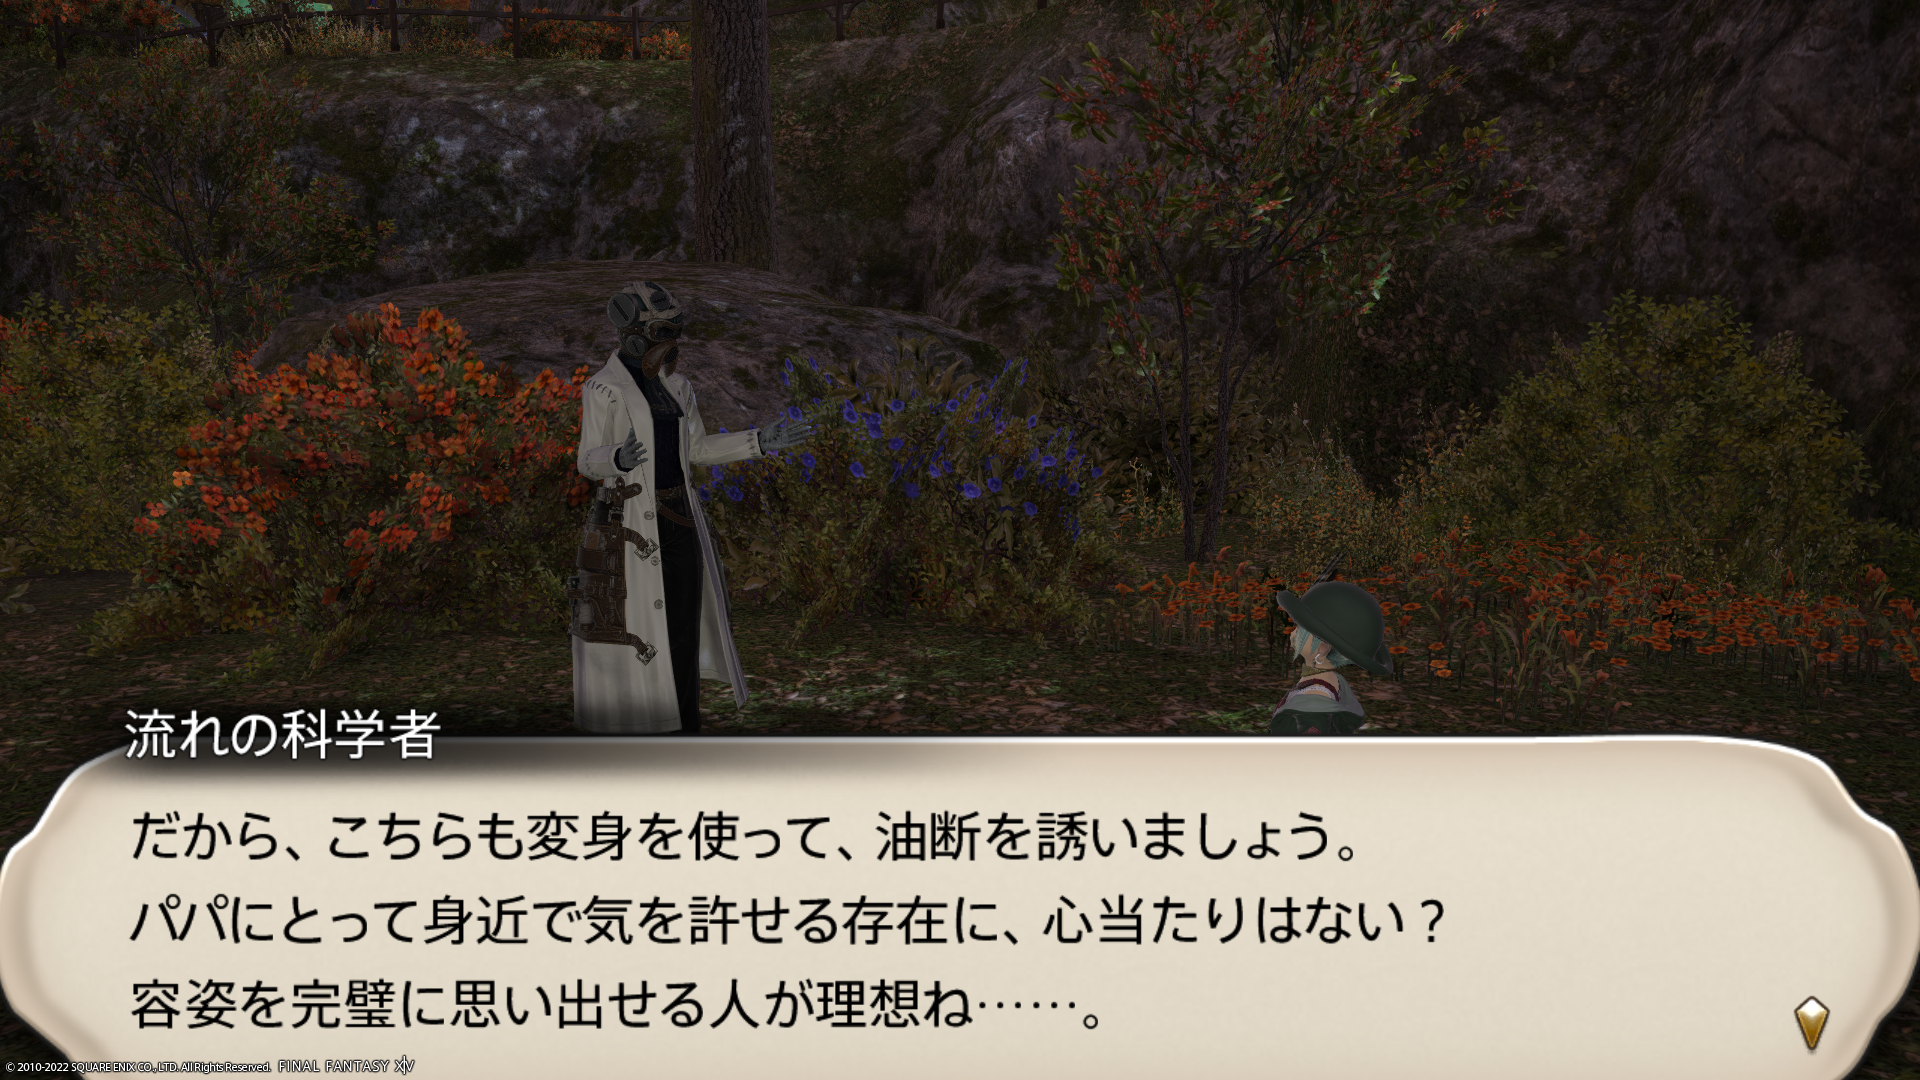 流れの科学者
だから、こちらも変身を使って、油断を誘いましょう。
パパにとって身近で気を許せる存在に、心当たりはない？
容姿を完璧に思い出せる人が理想ね……。
© 2010-2022 SQUARE ENIX CO., LTD. All Rights Reserved. FINAL FANTASY XIV